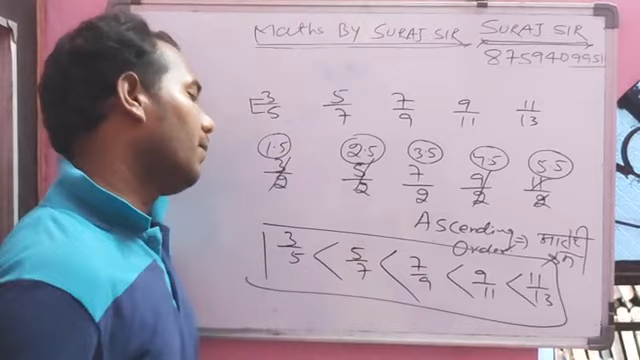 Maths By SURAJ SIR
SURAJ SIR
8759409951
3/5 5/7 7/9 9/11 11/13
1.5 2.5 3.5 4.5 5.5
3/2 5/2 7/2 9/2 11/2
Ascending
Order ⇒
3/5 < 5/7 < 7/9 < 9/11 < 11/13